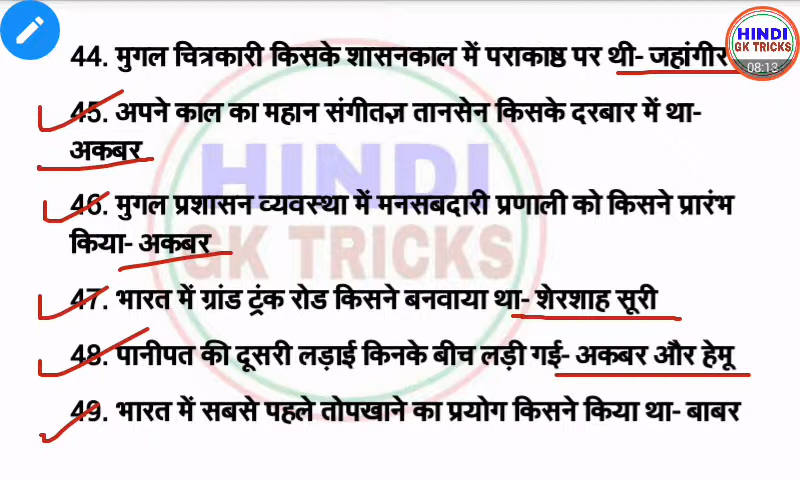 HINDI
GK TRICKS
08:13
44. मुगल चित्रकारी किसके शासनकाल में पराकाष्ठ पर थी- जहांगीर
45. अपने काल का महान संगीतज्ञ तानसेन किसके दरबार में था-
अकबर
46. मुगल प्रशासन व्यवस्था में मनसबदारी प्रणाली को किसने प्रारंभ
किया- अकबर
47. भारत में ग्रांड ट्रंक रोड किसने बनवाया था- शेरशाह सूरी
48. पानीपत की दूसरी लड़ाई किनके बीच लड़ी गई- अकबर और हेमू
49. भारत में सबसे पहले तोपखाने का प्रयोग किसने किया था- बाबर
HINDI
GK TRICKS